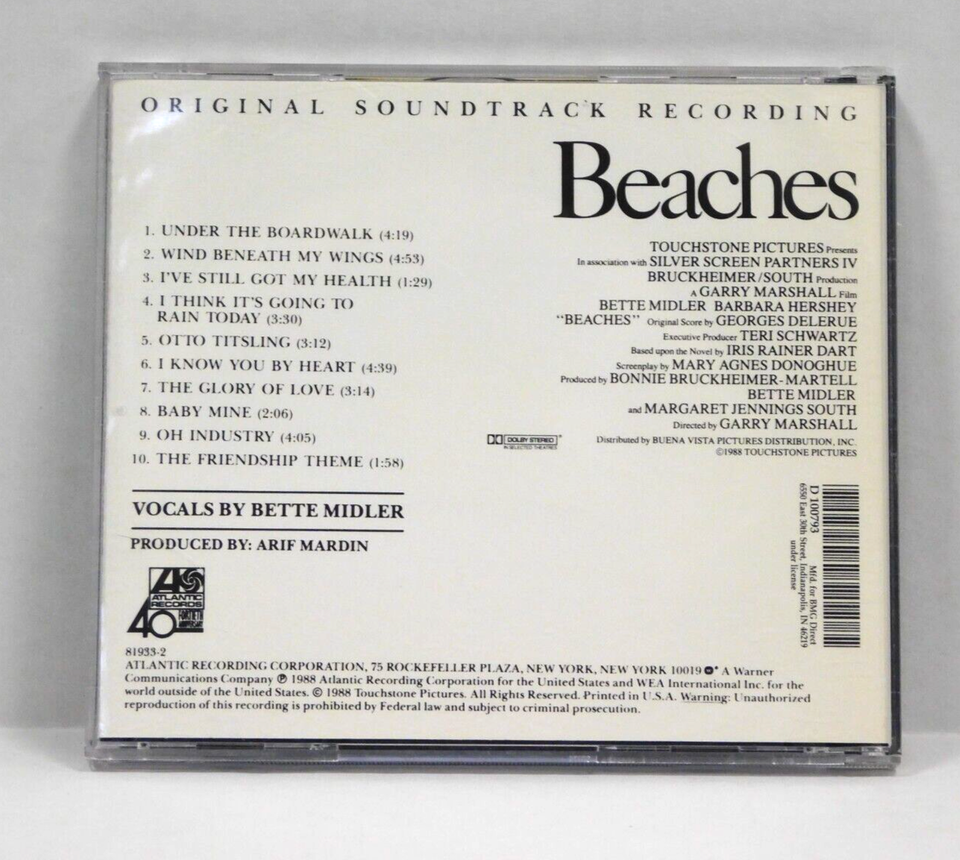 ORIGINAL SOUNDTRACK RECORDING
Beaches
1. UNDER THE BOARDWALK (4:19)
2. WIND BENEATH MY WINGS (4:53)
3. I'VE STILL GOT MY HEALTH (1:29)
4. I THINK IT'S GOING TO
RAIN TODAY (3:30)
5. OTTO TITSLING (3:12)
6. I KNOW YOU BY HEART (4:39)
7. THE GLORY OF LOVE (3:14)
8. BABY MINE (2:06)
9. OH INDUSTRY (4:05)
10. THE FRIENDSHIP THEME (1:58)
VOCALS BY BETTE MIDLER
PRODUCED BY: ARIF MARDIN
TOUCHSTONE PICTURES Presents
In association with SILVER SCREEN PARTNERS IV
BRUCKHEIMER/SOUTH Production
A GARRY MARSHALL Film
BETTE MIDLER BARBARA HERSHEY
"BEACHES" Original Score by GEORGES DELERUE
Executive Producer TERI SCHWARTZ
Based upon the Novel by IRIS RAINER DART
Screenplay by MARY AGNES DONOGHUE
Produced by BONNIE BRUCKHEIMER-MARTELL
BETTE MIDLER
and MARGARET JENNINGS SOUTH
Directed by GARRY MARSHALL
DOLBY STEREO
IN SELECTED THEATRES
Distributed by BUENA VISTA PICTURES DISTRIBUTION, INC.
©1988 TOUCHSTONE PICTURES
D 100793 Mfd. for BMG Direct
6550 East 30th Street, Indianapolis, IN 46219
under license
ATLANTIC
RECORDS
40
FORTIETH
ANNIVERSARY
81933-2
ATLANTIC RECORDING CORPORATION, 75 ROCKEFELLER PLAZA, NEW YORK, NEW YORK 10019 A Warner
Communications Company ℗ 1988 Atlantic Recording Corporation for the United States and WEA International Inc. for the
world outside of the United States. © 1988 Touchstone Pictures. All Rights Reserved. Printed in U.S.A. Warning: Unauthorized
reproduction of this recording is prohibited by Federal law and subject to criminal prosecution.